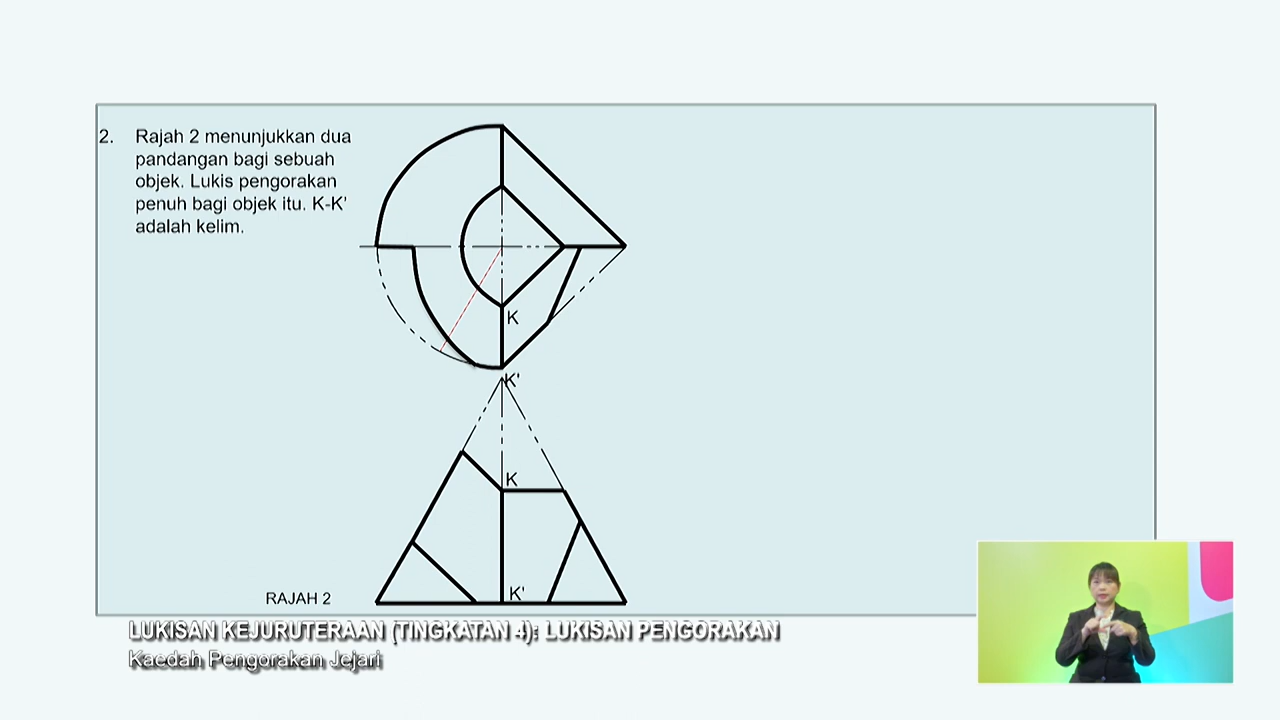 2. Rajah 2 menunjukkan dua
pandangan bagi sebuah
objek. Lukis pengorakan
penuh bagi objek itu. K-K'
adalah kelim.
K
K'
K
K'
RAJAH 2
LUKISAN KEJURUTERAAN (TINGKATAN 4): LUKISAN PENGORAKAN
Kaedah Pengorakan Jejari